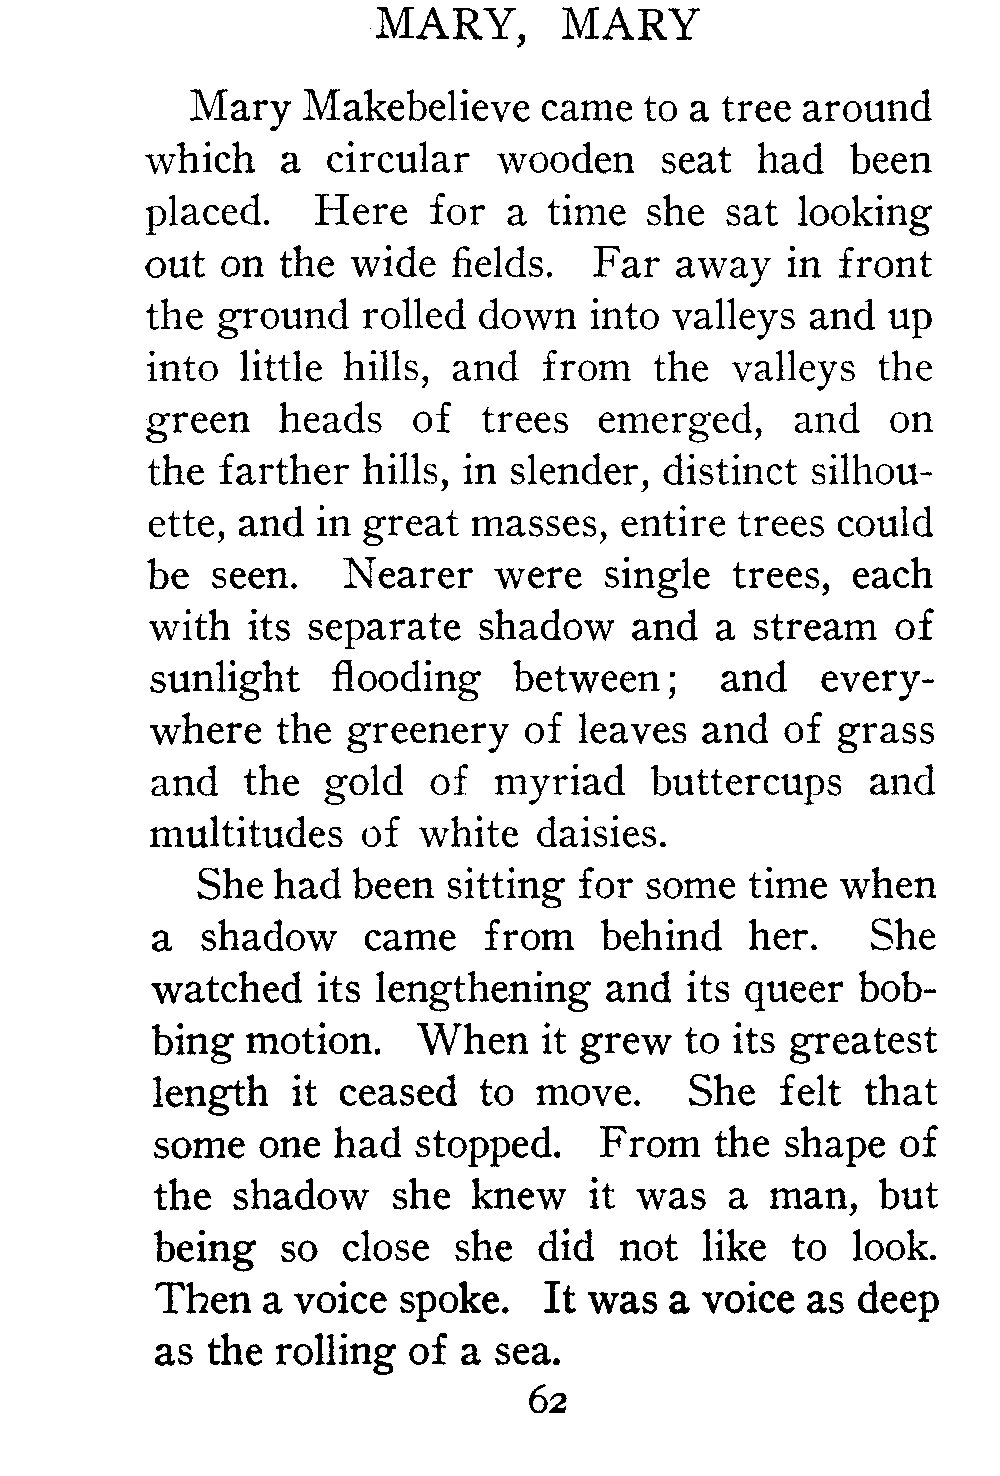 MARY, MARY
Mary Makebelieve came to a tree around
which a circular wooden seat had been
placed. Here for a time she sat looking
out on the wide fields. Far away in front
the ground rolled down into valleys and up
into little hills, and from the valleys the
green heads of trees emerged, and on
the farther hills, in slender, distinct silhou-
ette, and in great masses, entire trees could
be seen. Nearer were single trees, each
with its separate shadow and a stream of
sunlight flooding between; and every-
where the greenery of leaves and of grass
and the gold of myriad buttercups and
multitudes of white daisies.
She had been sitting for some time when
a shadow came from behind her. She
watched its lengthening and its queer bob-
bing motion. When it grew to its greatest
length it ceased to move. She felt that
some one had stopped. From the shape of
the shadow she knew it was a man, but
being so close she did not like to look.
Then a voice spoke. It was a voice as deep
as the rolling of a sea.
62